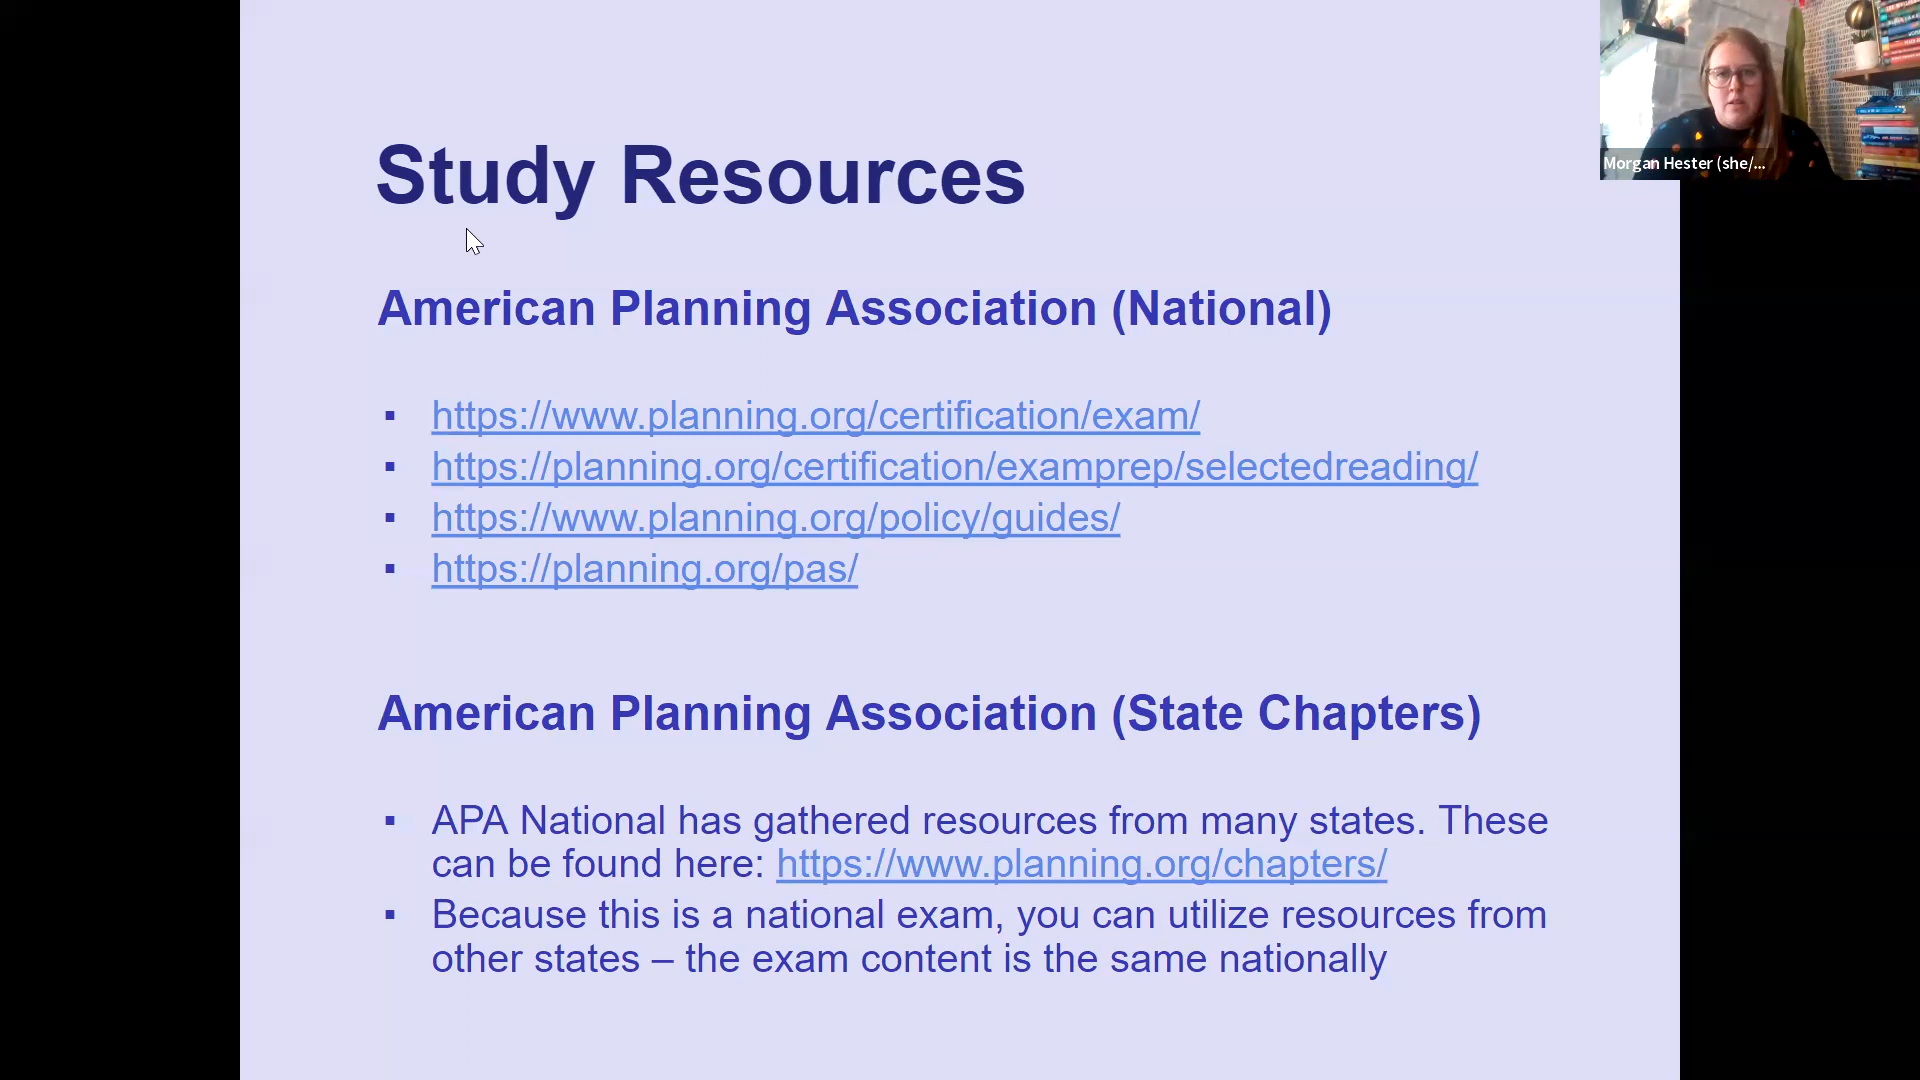 Study Resources
American Planning Association (National)
▪ https://www.planning.org/certification/exam/
▪ https://planning.org/certification/examprep/selectedreading/
▪ https://www.planning.org/policy/guides/
▪ https://planning.org/pas/
American Planning Association (State Chapters)
▪ APA National has gathered resources from many states. These
can be found here: https://www.planning.org/chapters/
▪ Because this is a national exam, you can utilize resources from
other states – the exam content is the same nationally
Morgan Hester (she/...